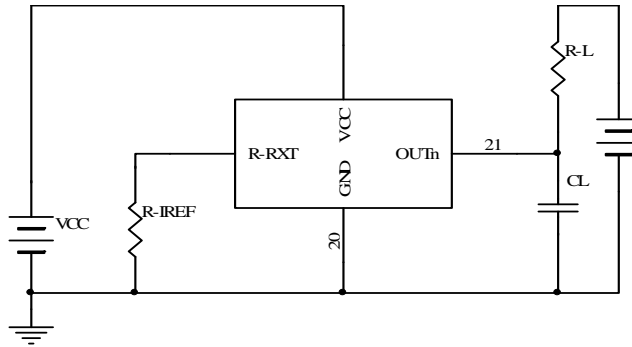 R-L
R-RXT
VCC
OUTn
21
GND
CL
R-IREF
VCC
20